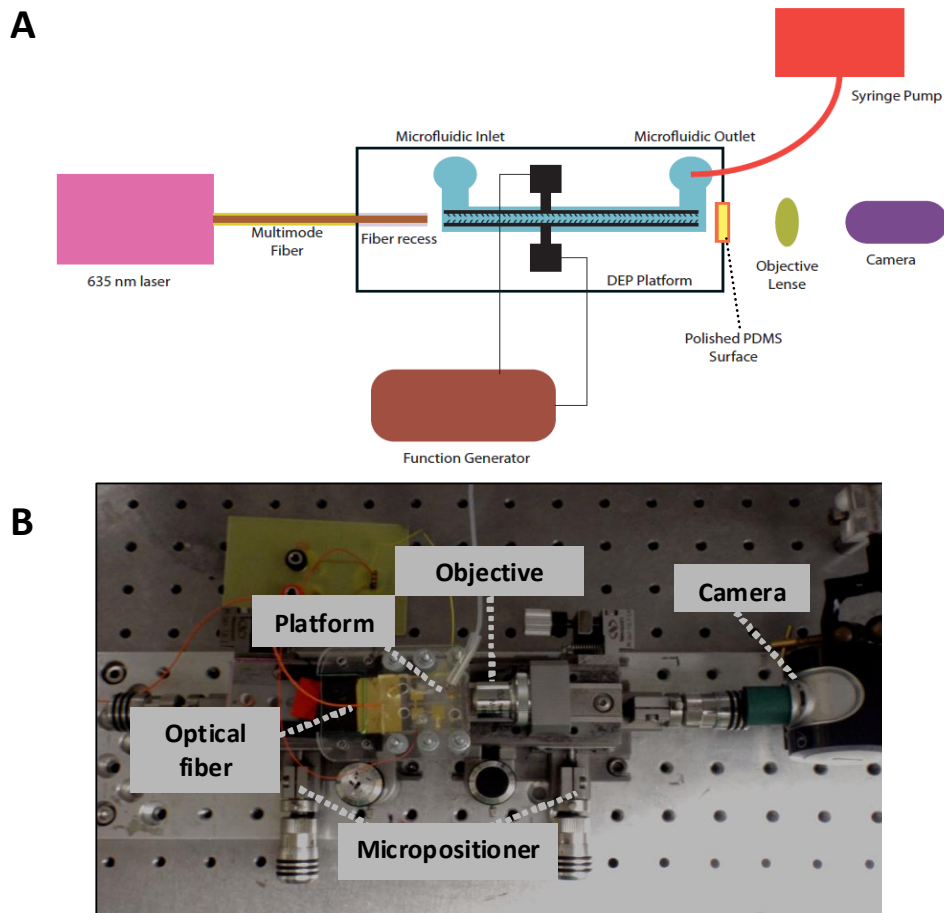 A
Syringe Pump
Microfluidic Inlet
Microfluidic Outlet
Multimode
Fiber
Fiber recess
635 nm laser
DEP Platform
Objective
Lense
Camera
Polished PDMS
Surface
Function Generator
B
Objective
Camera
Platform
Optical
fiber
Micropositioner